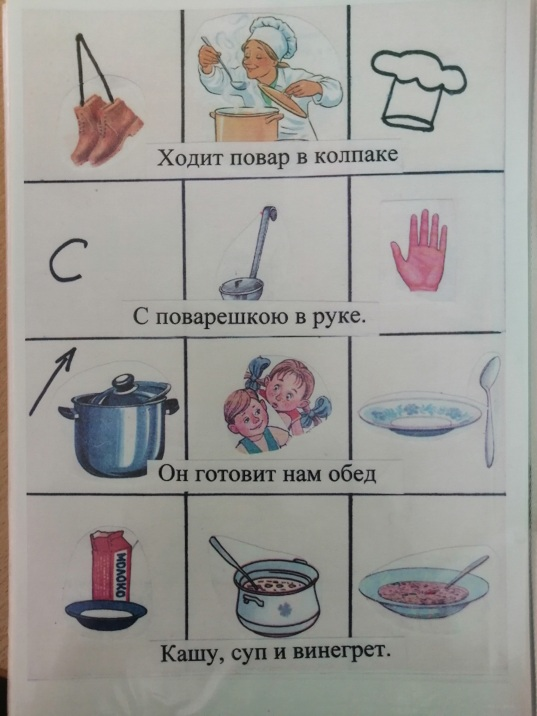 Ходит повар в колпаке
С
С поварешкою в руке.
Он готовит нам обед
МОЛОКО
Кашу, суп и винегрет.